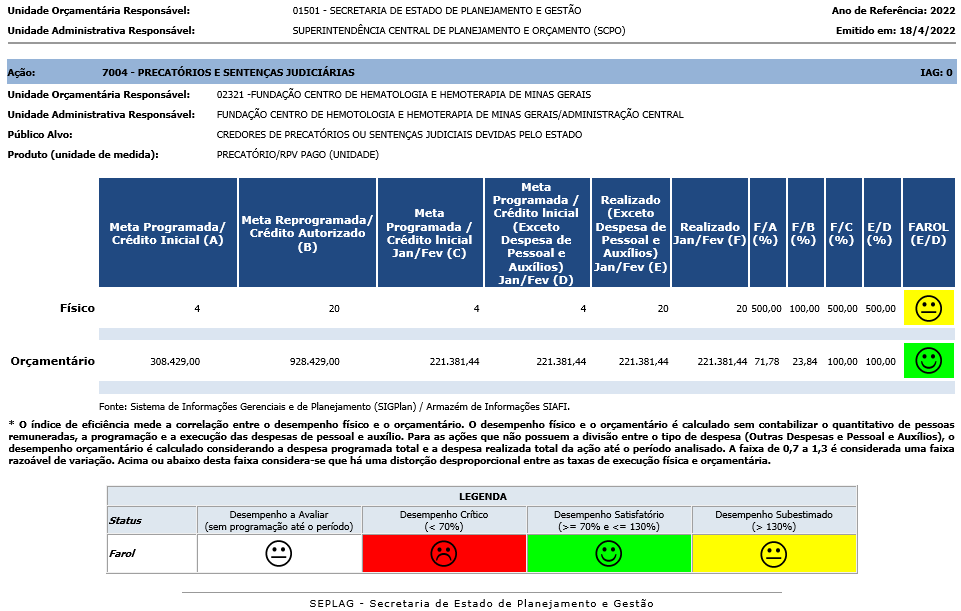 Unidade Orçamentária Responsável: 01501 - SECRETARIA DE ESTADO DE PLANEJAMENTO E GESTÃO Ano de Referência: 2022
Unidade Administrativa Responsável: SUPERINTENDÊNCIA CENTRAL DE PLANEJAMENTO E ORÇAMENTO (SCPO) Emitido em: 18/4/2022
Ação: 7004 - PRECATÓRIOS E SENTENÇAS JUDICIÁRIAS IAG: 0
Unidade Orçamentária Responsável: 02321 -FUNDAÇÃO CENTRO DE HEMATOLOGIA E HEMOTERAPIA DE MINAS GERAIS
Unidade Administrativa Responsável: FUNDAÇÃO CENTRO DE HEMOTOLOGIA E HEMOTERAPIA DE MINAS GERAIS/ADMINISTRAÇÃO CENTRAL
Público Alvo: CREDORES DE PRECATÓRIOS OU SENTENÇAS JUDICIAIS DEVIDAS PELO ESTADO
Produto (unidade de medida): PRECATÓRIO/RPV PAGO (UNIDADE)
Meta Programada/
Crédito Inicial (A)
Meta Reprogramada/
Crédito Autorizado
(B)
Meta
Programada /
Crédito Inicial
Jan/Fev (C)
Meta
Programada /
Crédito Inicial
(Exceto
Despesa de
Pessoal e
Auxílios)
Jan/Fev (D)
Realizado
(Exceto
Despesa de
Pessoal e
Auxílios)
Jan/Fev (E)
Realizado
Jan/Fev (F)
F/A
(%)
F/B
(%)
F/C
(%)
E/D
(%)
FAROL
(E/D)
Físico 4 20 4 4 20 20 500,00 100,00 500,00 500,00
Orçamentário 308.429,00 928.429,00 221.381,44 221.381,44 221.381,44 221.381,44 71,78 23,84 100,00 100,00
Fonte: Sistema de Informações Gerenciais e de Planejamento (SIGPlan) / Armazém de Informações SIAFI.
* O índice de eficiência mede a correlação entre o desempenho físico e o orçamentário. O desempenho físico e o orçamentário é calculado sem contabilizar o quantitativo de pessoas
remuneradas, a programação e a execução das despesas de pessoal e auxílio. Para as ações que não possuem a divisão entre o tipo de despesa (Outras Despesas e Pessoal e Auxílios), o
desempenho orçamentário é calculado considerando a despesa programada total e a despesa realizada total da ação até o período analisado. A faixa de 0,7 a 1,3 é considerada uma faixa
razoável de variação. Acima ou abaixo desta faixa considera-se que há uma distorção desproporcional entre as taxas de execução física e orçamentária.
LEGENDA
Status
Desempenho a Avaliar
(sem programação até o período)
Desempenho Crítico
(< 70%)
Desempenho Satisfatório
(>= 70% e <= 130%)
Desempenho Subestimado
(> 130%)
Farol
SEPLAG - Secretaria de Estado de Planejamento e Gestão